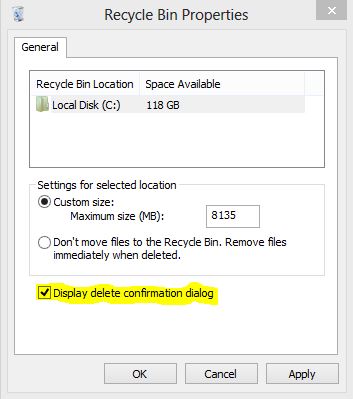 Recycle Bin Properties
General
Recycle Bin Location Space Available
Local Disk (C:) 118 GB
Settings for selected location
Custom size:
Maximum size (MB): 8135
Don't move files to the Recycle Bin. Remove files
immediately when deleted.
Display delete confirmation dialog
OK Cancel Apply